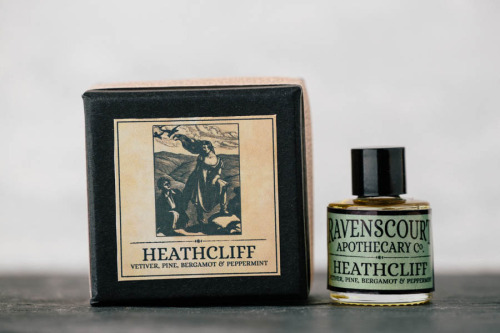 HEATHCLIFF
VETIVER, PINE, BERGAMOT & PEPPERMINT
RAVENSCOURT
APOTHECARY CO.
HEATHCLIFF
VETIVER, PINE, BERGAMOT & PEPPERMINT